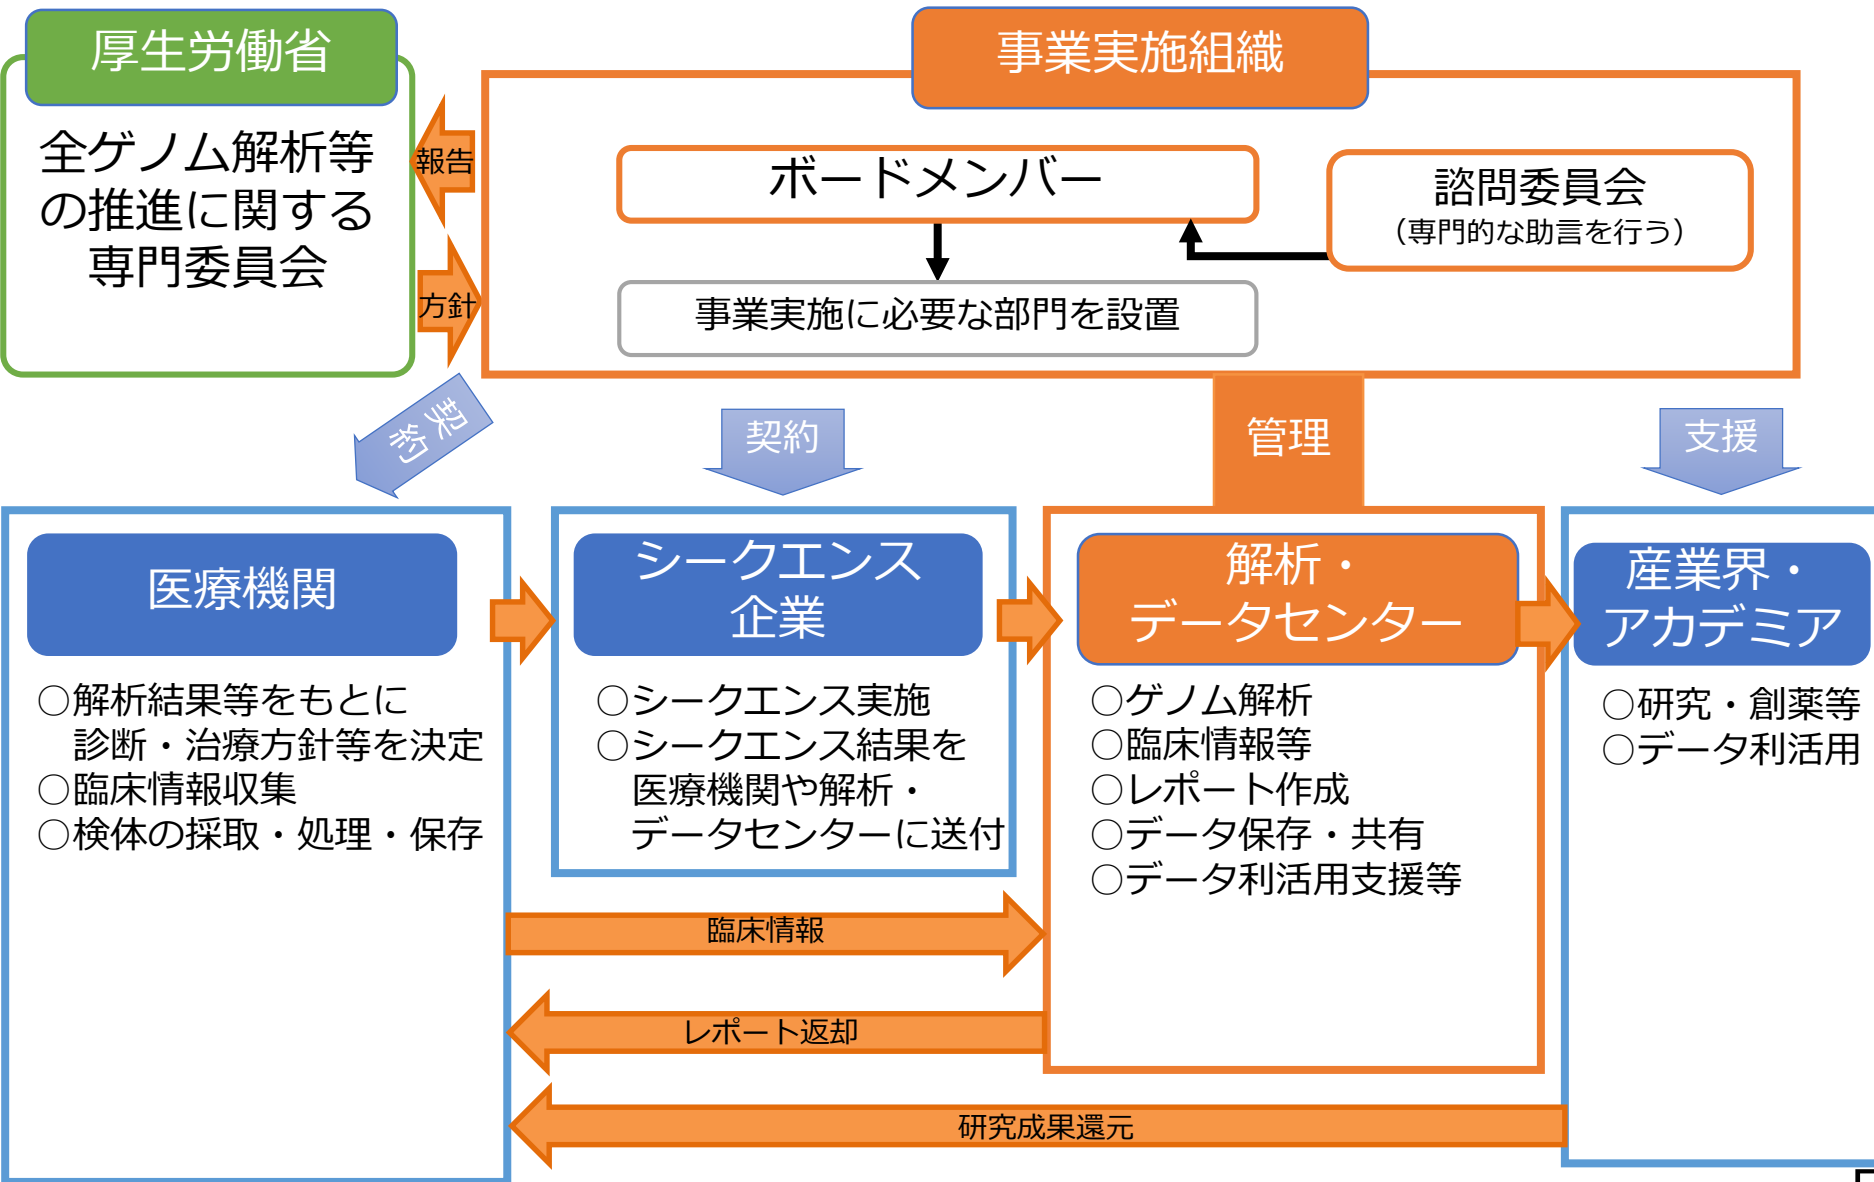 厚生労働省
全ゲノム解析等
の推進に関する
専門委員会
報告
方針
事業実施組織
ボードメンバー
諮問委員会
（専門的な助言を行う）
事業実施に必要な部門を設置
契約
契約
管理
支援
医療機関
○解析結果等をもとに
診断・治療方針等を決定
○臨床情報収集
○検体の採取・処理・保存
シークエンス
企業
○シークエンス実施
○シークエンス結果を
医療機関や解析・
データセンターに送付
解析・
データセンター
○ゲノム解析
○臨床情報等
○レポート作成
○データ保存・共有
○データ利活用支援等
産業界・
アカデミア
○研究・創薬等
○データ利活用
臨床情報
レポート返却
研究成果還元